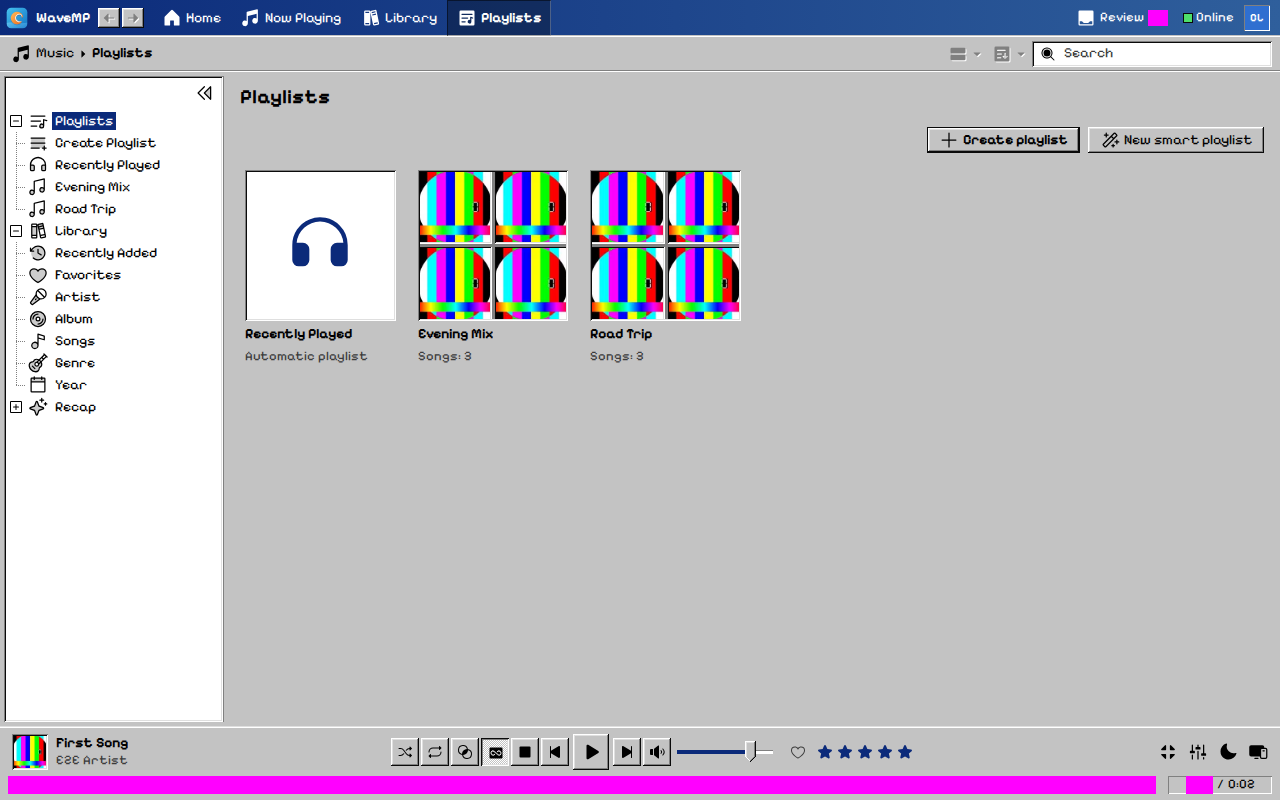 WaveMP
Home
Now Playing
Library
Playlists
Review
Online
OL
Music
Playlists
Search
Playlists
Create Playlist
Recently Played
Evening Mix
Road Trip
Library
Recently Added
Favorites
Artist
Album
Songs
Genre
Year
Recap
Playlists
Create playlist
New smart playlist
Recently Played
Automatic playlist
Evening Mix
Songs: 3
Road Trip
Songs: 3
First Song
E2E Artist
/ 0:02